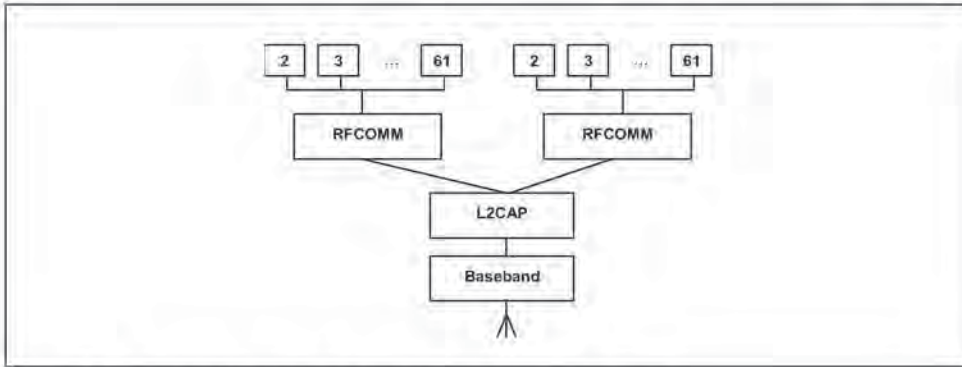 2 3 ... 61 2 3 ... 61
RFCOMM RFCOMM
L2CAP
Baseband